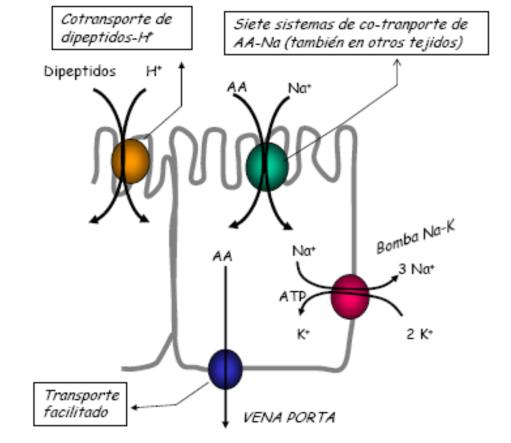 Cotransporte de
dipeptidos-H⁺
Siete sistemas de co-tranporte de
AA-Na (también en otros tejidos)
Dipeptidos
H⁺
AA
Na⁺
AA
Na⁺
Bomba Na-K
3 Na⁺
ATP
K⁺
2 K⁺
Transporte
facilitado
VENA PORTA